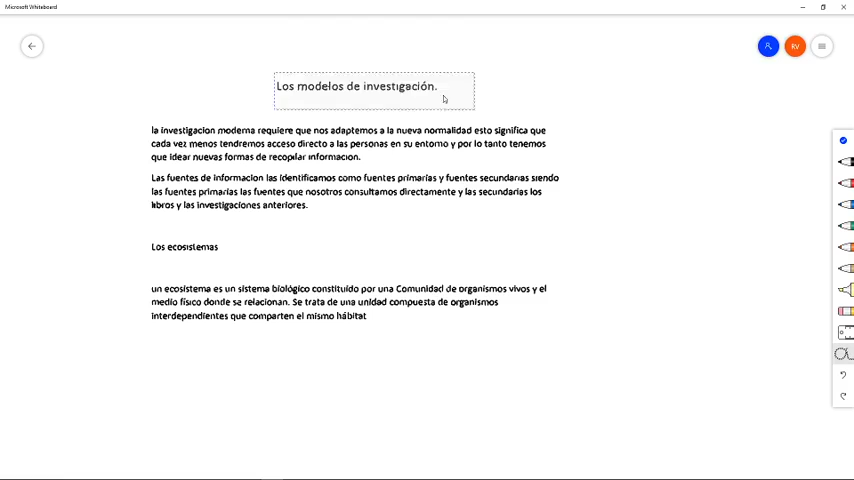 Microsoft Whiteboard
RV
Los modelos de investigación.
la investigacion moderna requiere que nos adaptemos a la nueva normalidad esto significa que
cada vez menos tendremos acceso directo a las personas en su entorno y por lo tanto tenemos
que idear nuevas formas de recopilar informacion.
Las fuentes de informacion las identificamos como fuentes primarias y fuentes secundarias siendo
las fuentes primarias las fuentes que nosotros consultamos directamente y las secundarias los
libros y las investigaciones anteriores.
Los ecosistemas
un ecosistema es un sistema biológico constituido por una Comunidad de organismos vivos y el
medio físico donde se relacionan. Se trata de una unidad compuesta de organismos
interdependientes que comparten el mismo hábitat